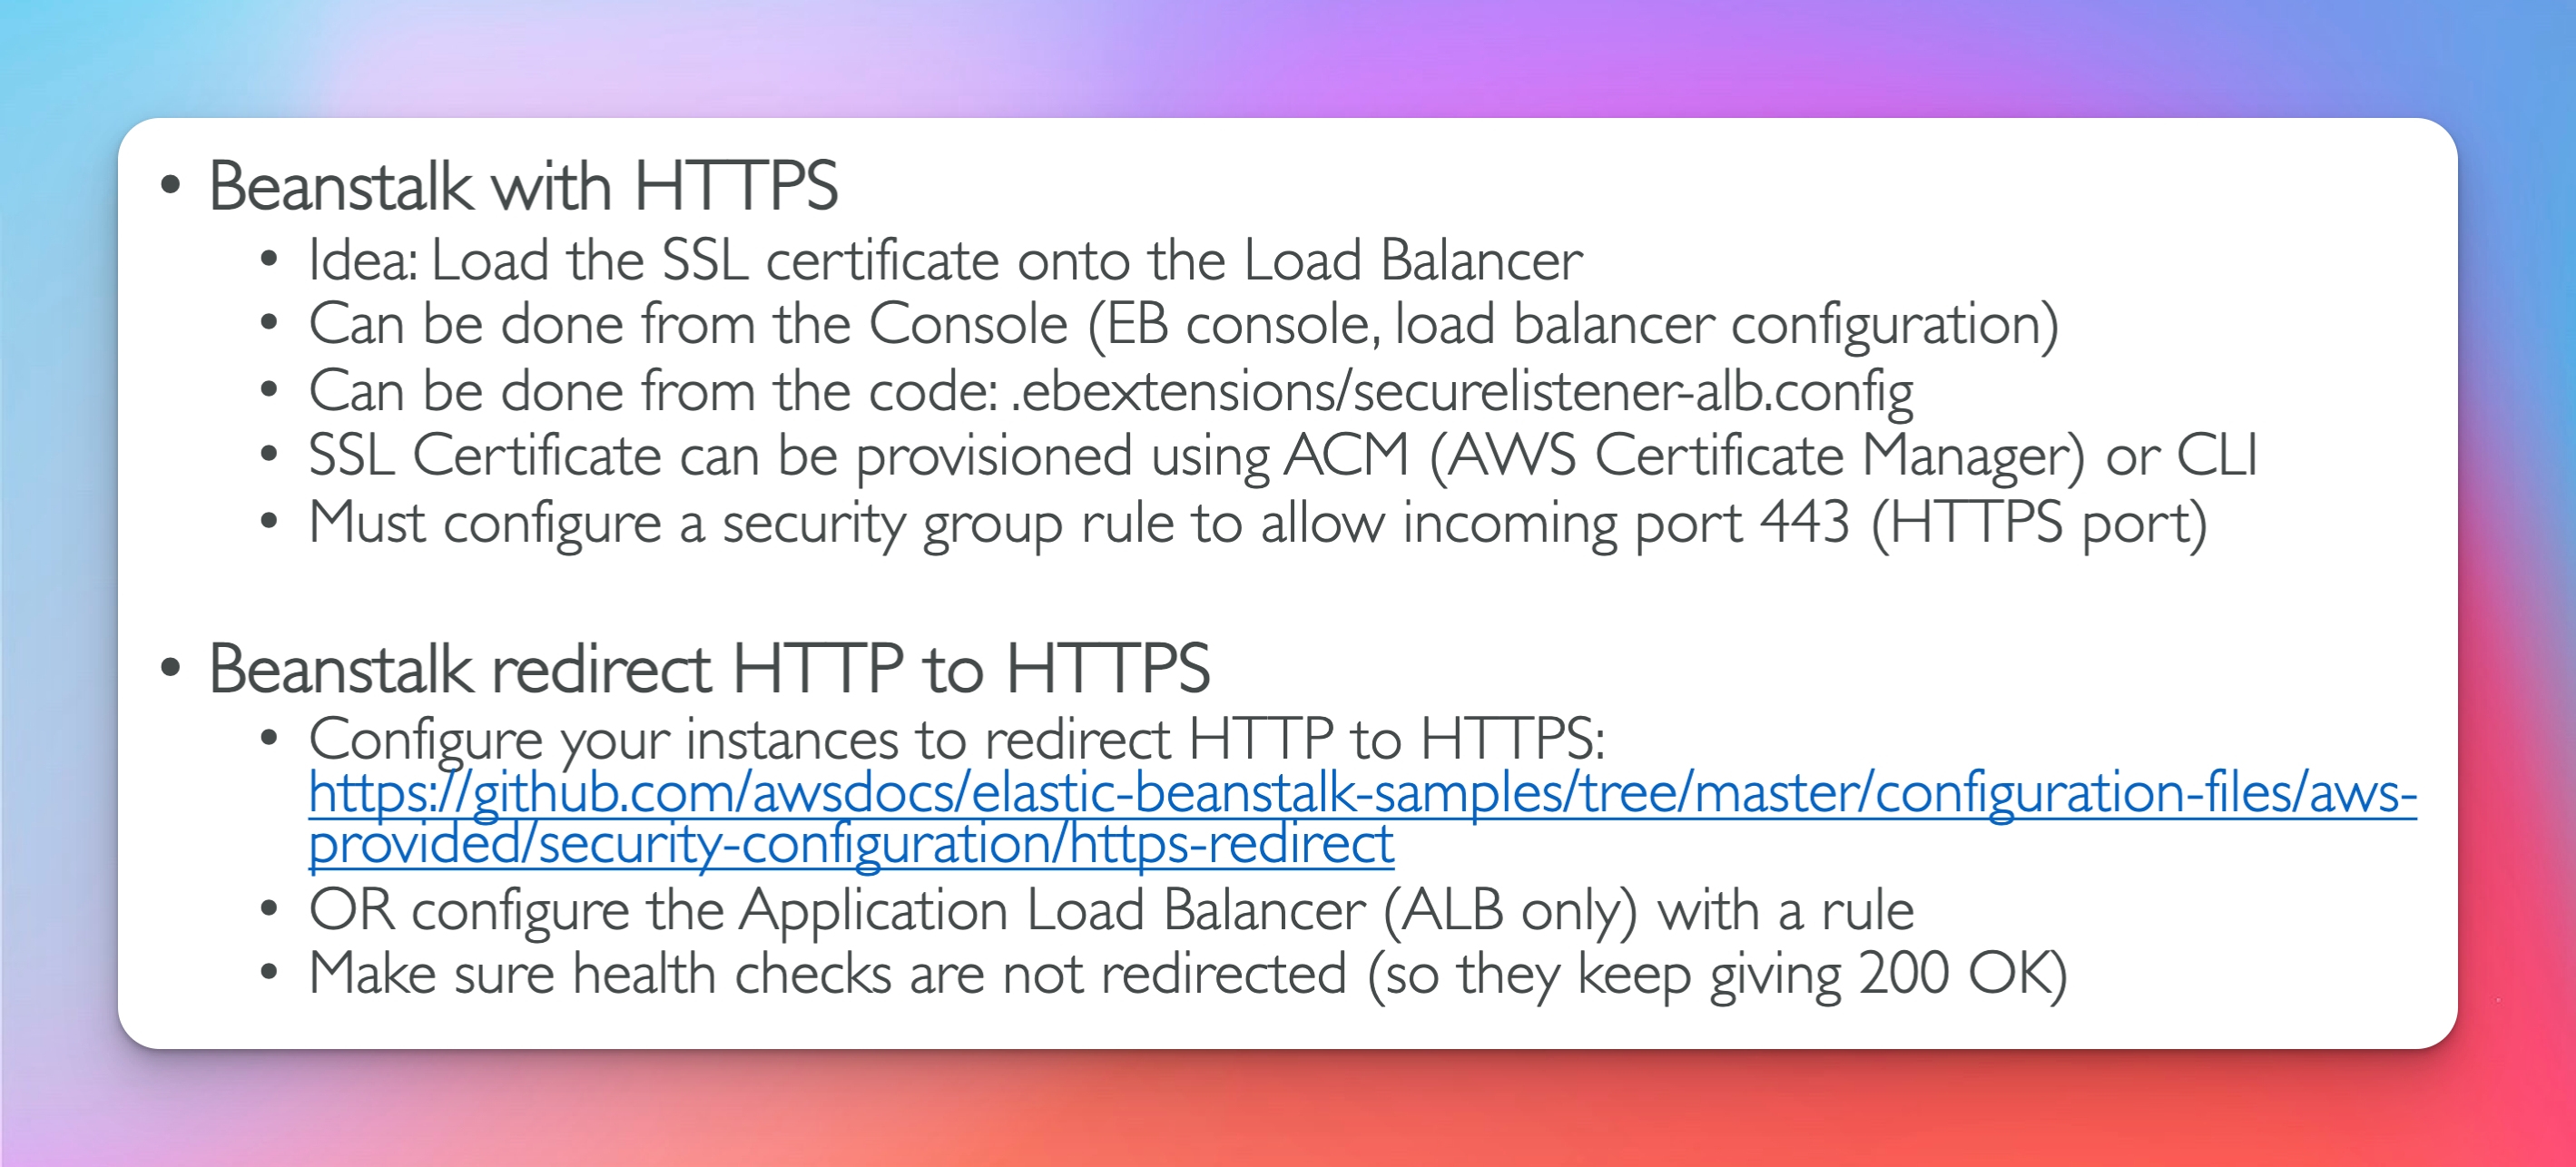 • Beanstalk with HTTPS
• Idea: Load the SSL certificate onto the Load Balancer
• Can be done from the Console (EB console, load balancer configuration)
• Can be done from the code: .ebextensions/securelistener-alb.config
• SSL Certificate can be provisioned using ACM (AWS Certificate Manager) or CLI
• Must configure a security group rule to allow incoming port 443 (HTTPS port)
• Beanstalk redirect HTTP to HTTPS
• Configure your instances to redirect HTTP to HTTPS:
https://github.com/awsdocs/elastic-beanstalk-samples/tree/master/configuration-files/aws-
provided/security-configuration/https-redirect
• OR configure the Application Load Balancer (ALB only) with a rule
• Make sure health checks are not redirected (so they keep giving 200 OK)